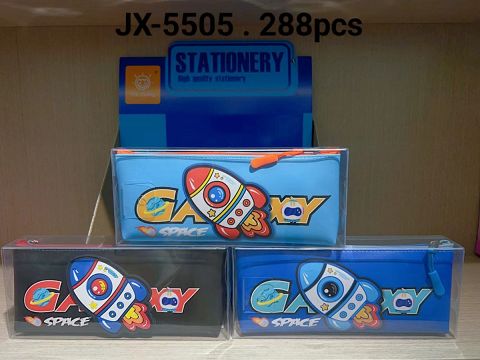 JX-5505 . 288pcs
STATIONERY
High quality stationery
GALAXY
SPACE
GALAXY
SPACE
GALAXY
SPACE